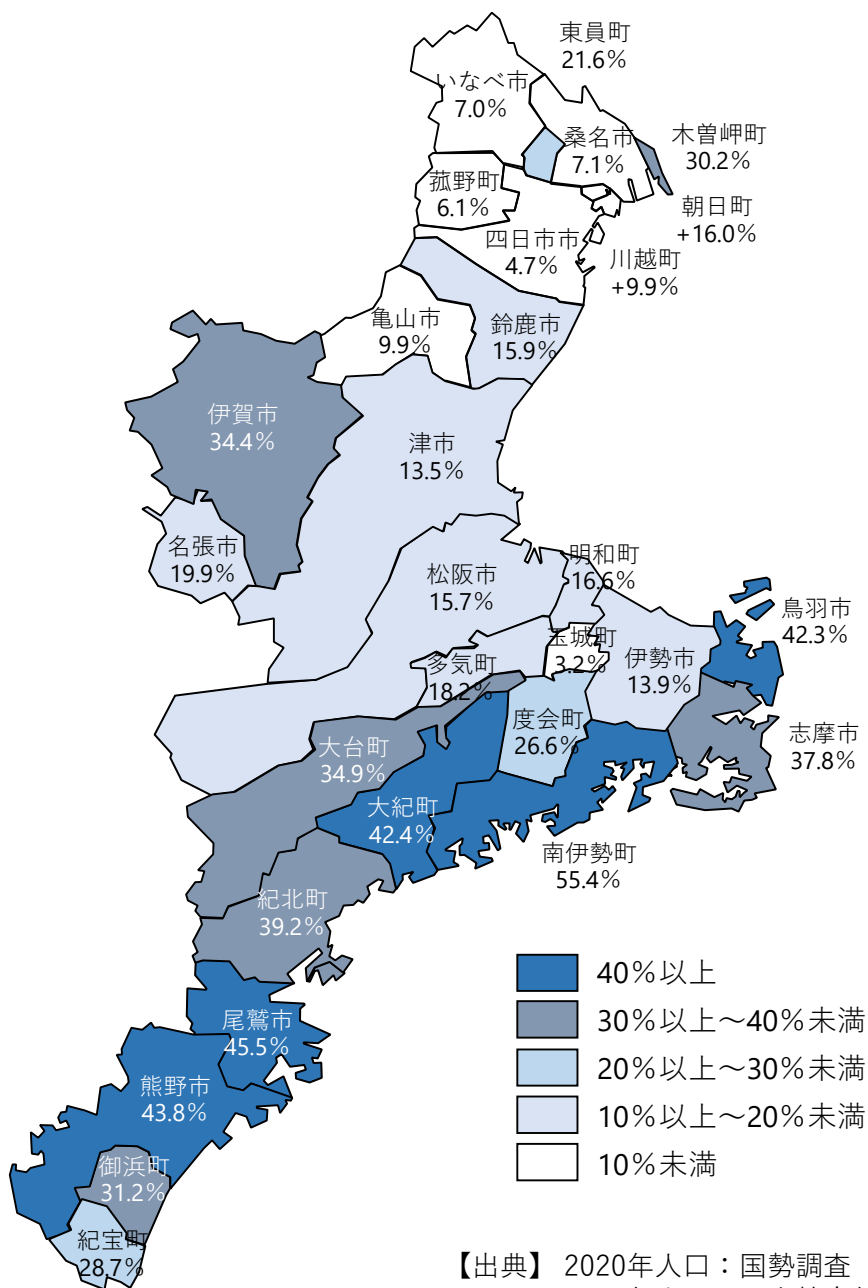 東員町
21.6%
いなべ市
7.0%
桑名市
7.1%
木曽岬町
30.2%
菰野町
6.1%
朝日町
+16.0%
四日市市
4.7%
川越町
+9.9%
亀山市
9.9%
鈴鹿市
15.9%
伊賀市
34.4%
津市
13.5%
名張市
19.9%
松阪市
15.7%
明和町
16.6%
鳥羽市
42.3%
玉城町
3.2%
伊勢市
13.9%
多気町
18.2%
度会町
26.6%
志摩市
37.8%
大台町
34.9%
大紀町
42.4%
南伊勢町
55.4%
紀北町
39.2%
尾鷲市
45.5%
熊野市
43.8%
御浜町
31.2%
紀宝町
28.7%
40%以上
30%以上～40%未満
20%以上～30%未満
10%以上～20%未満
10%未満
【出典】 2020年人口：国勢調査